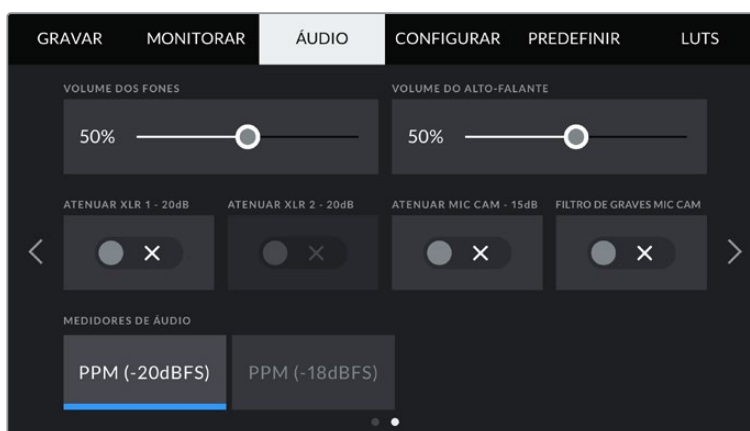 GRAVAR MONITORAR ÁUDIO CONFIGURAR PREDEFINIR LUTS
VOLUME DOS FONES VOLUME DO ALTO-FALANTE
50% 50%
ATENUAR XLR 1 - 20dB ATENUAR XLR 2 - 20dB ATENUAR MIC CAM - 15dB FILTRO DE GRAVES MIC CAM
MEDIDORES DE ÁUDIO
PPM (-20dBFS) PPM (-18dBFS)